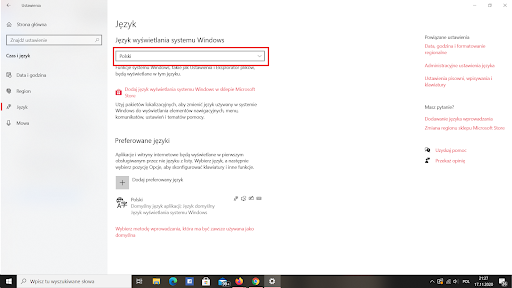 Ustawienia
Strona główna
Znajdź ustawienie
Czas i język
Data i godzina
Region
Język
Mowa
Język
Język wyświetlania systemu Windows
Polski
Funkcje systemu Windows, takie jak Ustawienia i Eksplorator plików,
będą wyświetlane w tym języku.
Dodaj język wyświetlania systemu Windows w sklepie Microsoft
Store
Użyj pakietów lokalizacyjnych, aby zmienić język używany w systemie
Windows do wyświetlania elementów nawigacyjnych; menu,
komunikatów, ustawień i tematów pomocy.
Preferowane języki
Aplikacje i witryny internetowe będą wyświetlane w pierwszym
obsługiwanym przez nie języku z listy. Wybierz język, a następnie
wybierz pozycję Opcje, aby skonfigurować klawiatury i inne funkcje.
Dodaj preferowany język
Polski
Domyślny język aplikacji; Język domyślny
Język wyświetlania systemu Windows
Wybierz metodę wprowadzania, która ma być zawsze używana jako
domyślna.
Powiązane ustawienia
Data, godzina i formatowanie
regionalne
Administracyjne ustawienia języka
Ustawienia pisowni, wpisywania i
klawiatury
Masz pytanie?
Dodawanie języka wprowadzania
Zmiana regionu sklepu Microsoft Store
Uzyskaj pomoc
Przekaż opinię
Wpisz tu wyszukiwane słowa
POL
21:27
17.11.2020